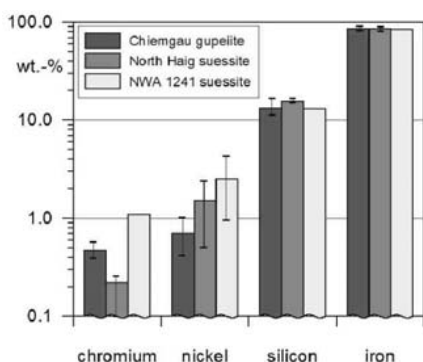 100.0
wt.-%
10.0
1.0
0.1
Chiemgau gupeiite
North Haig suessite
NWA 1241 suessite
chromium nickel silicon iron